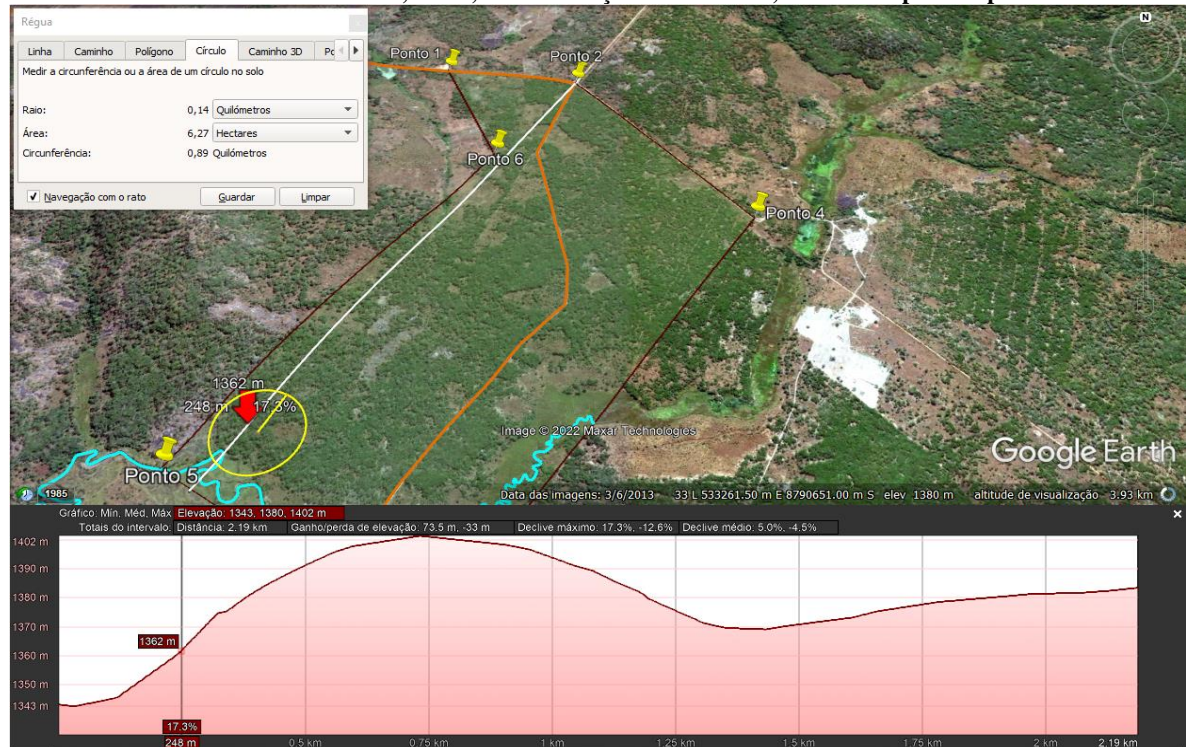 Régua
Linha Caminho Polígono Círculo Caminho 3D
Medir a circunferência ou a área de um círculo no solo
Raio: 0,14 Quilómetros
Área: 6,27 Hectares
Circunferência: 0,89 Quilómetros
Navegação com o rato Guardar Limpar
N
Ponto 1
Ponto 2
Ponto 6
Ponto 4
1362 m
248 m 17,3%
Ponto 5
Image © 2022 Maxar Technologies
Google Earth
1985 Data das imagens: 3/6/2013 33 L 533261.50 m E 8790651.00 m S elev 1380 m altitude de visualização 3.93 km
Gráfico: Mín, Méd, Máx Elevação: 1343, 1380, 1402 m
Totais do intervalo: Distância: 2.19 km Ganho/perda de elevação: 73.5 m, -33 m Declive máximo: 17.3%, -12.6% Declive médio: 5.0%, -4.5%
1402 m
1390 m
1380 m
1370 m
1362 m
1360 m
1350 m
1343 m
17.3%
248 m 0.5 km 0.75 km 1 km 1.25 km 1.5 km 1.75 km 2 km 2.19 km